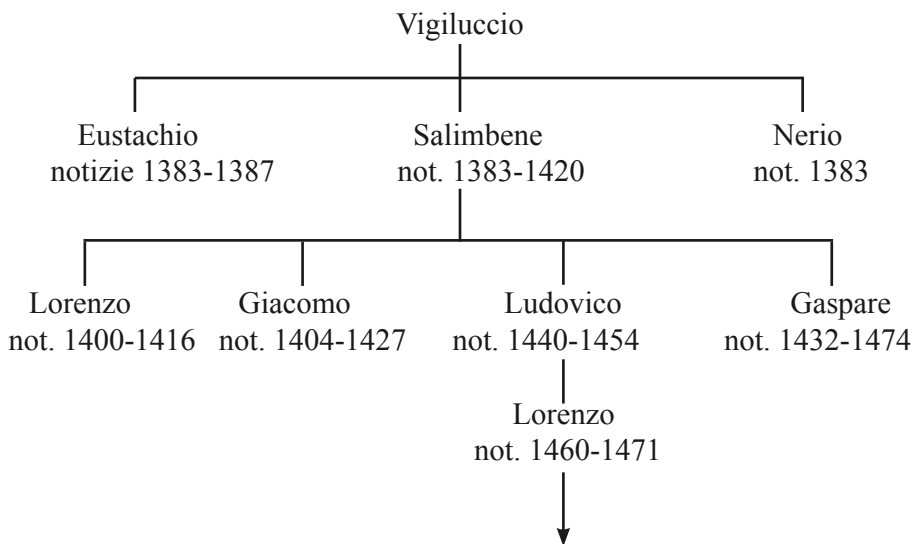 Vigiluccio
Eustachio
notizie 1383-1387
Salimbene
not. 1383-1420
Nerio
not. 1383
Lorenzo
not. 1400-1416
Giacomo
not. 1404-1427
Ludovico
not. 1440-1454
Gaspare
not. 1432-1474
Lorenzo
not. 1460-1471